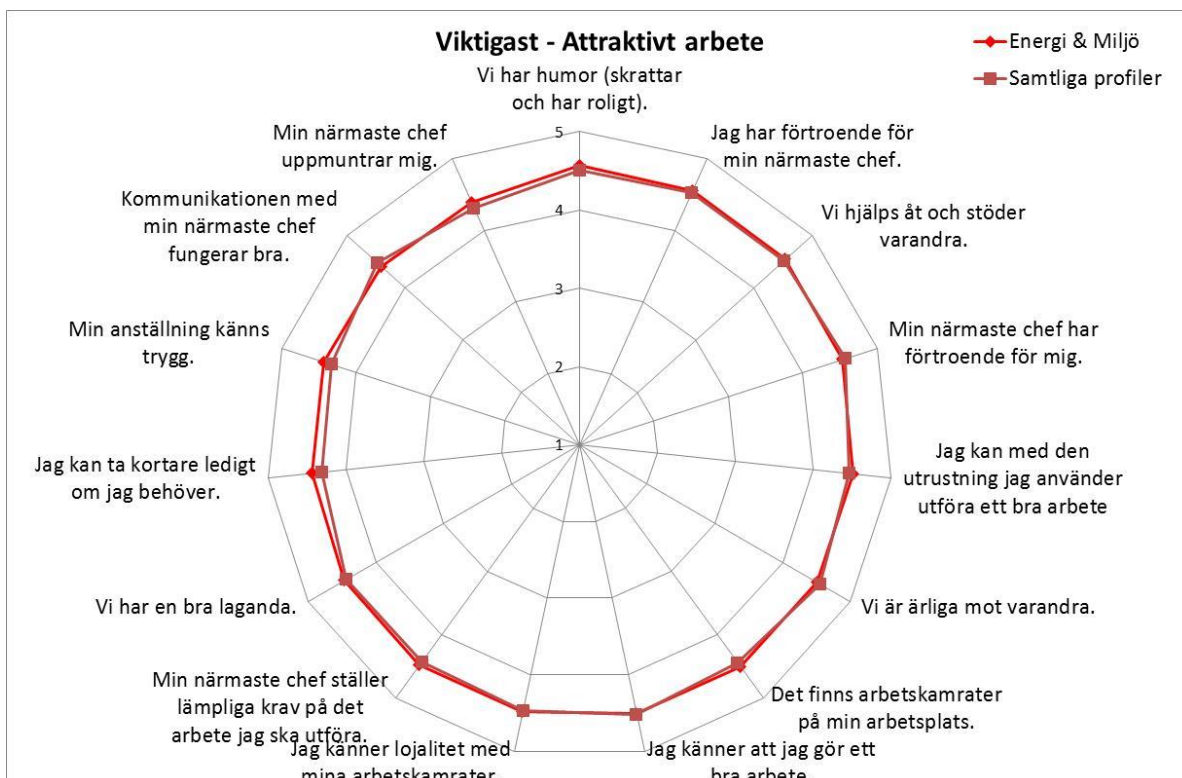 Viktigast - Attraktivt arbete
Energi & Miljö
Samtliga profiler
Vi har humor (skrattar
och har roligt).
Jag har förtroende för
min närmaste chef.
Vi hjälps åt och stöder
varandra.
Min närmaste chef har
förtroende för mig.
Jag kan med den
utrustning jag använder
utföra ett bra arbete
Vi är ärliga mot varandra.
Det finns arbetskamrater
på min arbetsplats.
Jag känner att jag gör ett
bra arbete
Jag känner lojalitet med
mina arbetskamrater
Min närmaste chef ställer
lämpliga krav på det
arbete jag ska utföra.
Vi har en bra laganda.
Jag kan ta kortare ledigt
om jag behöver.
Min anställning känns
trygg.
Kommunikationen med
min närmaste chef
fungerar bra.
Min närmaste chef
uppmuntrar mig.
5
4
3
2
1